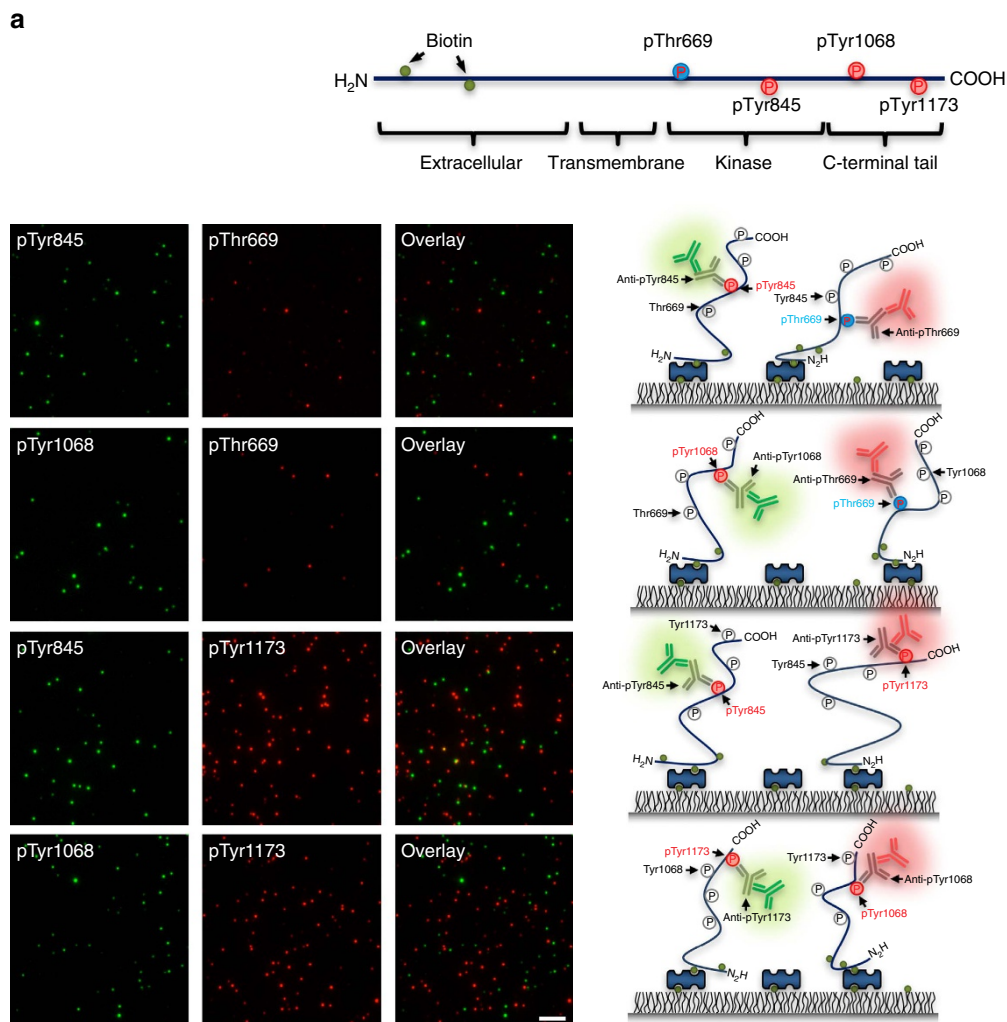 a
Biotin
pThr669
pTyr1068
H₂N
P
P
P
P
COOH
pTyr845
pTyr1173
Extracellular
Transmembrane
Kinase
C-terminal tail
pTyr845
pThr669
Overlay
P
COOH
P
Anti-pTyr845
P
pTyr845
Thr669
P
H₂N
COOH
P
P
Tyr845
P
pThr669
P
Anti-pThr669
N₂H
pTyr1068
pThr669
Overlay
COOH
P
pTyr1068
Anti-pTyr1068
P
P
Thr669
P
H₂N
COOH
P
Anti-pThr669
P
Tyr1068
pThr669
P
P
N₂H
pTyr845
pTyr1173
Overlay
Tyr1173
P
COOH
P
Anti-pTyr845
P
pTyr845
P
H₂N
Anti-pTyr1173
Tyr845
P
P
P
COOH
pTyr1173
N₂H
pTyr1068
pTyr1173
Overlay
COOH
pTyr1173
P
Tyr1068
P
P
P
Anti-pTyr1173
N₂H
COOH
Tyr1173
P
Anti-pTyr1068
P
P
pTyr1068
P
N₂H